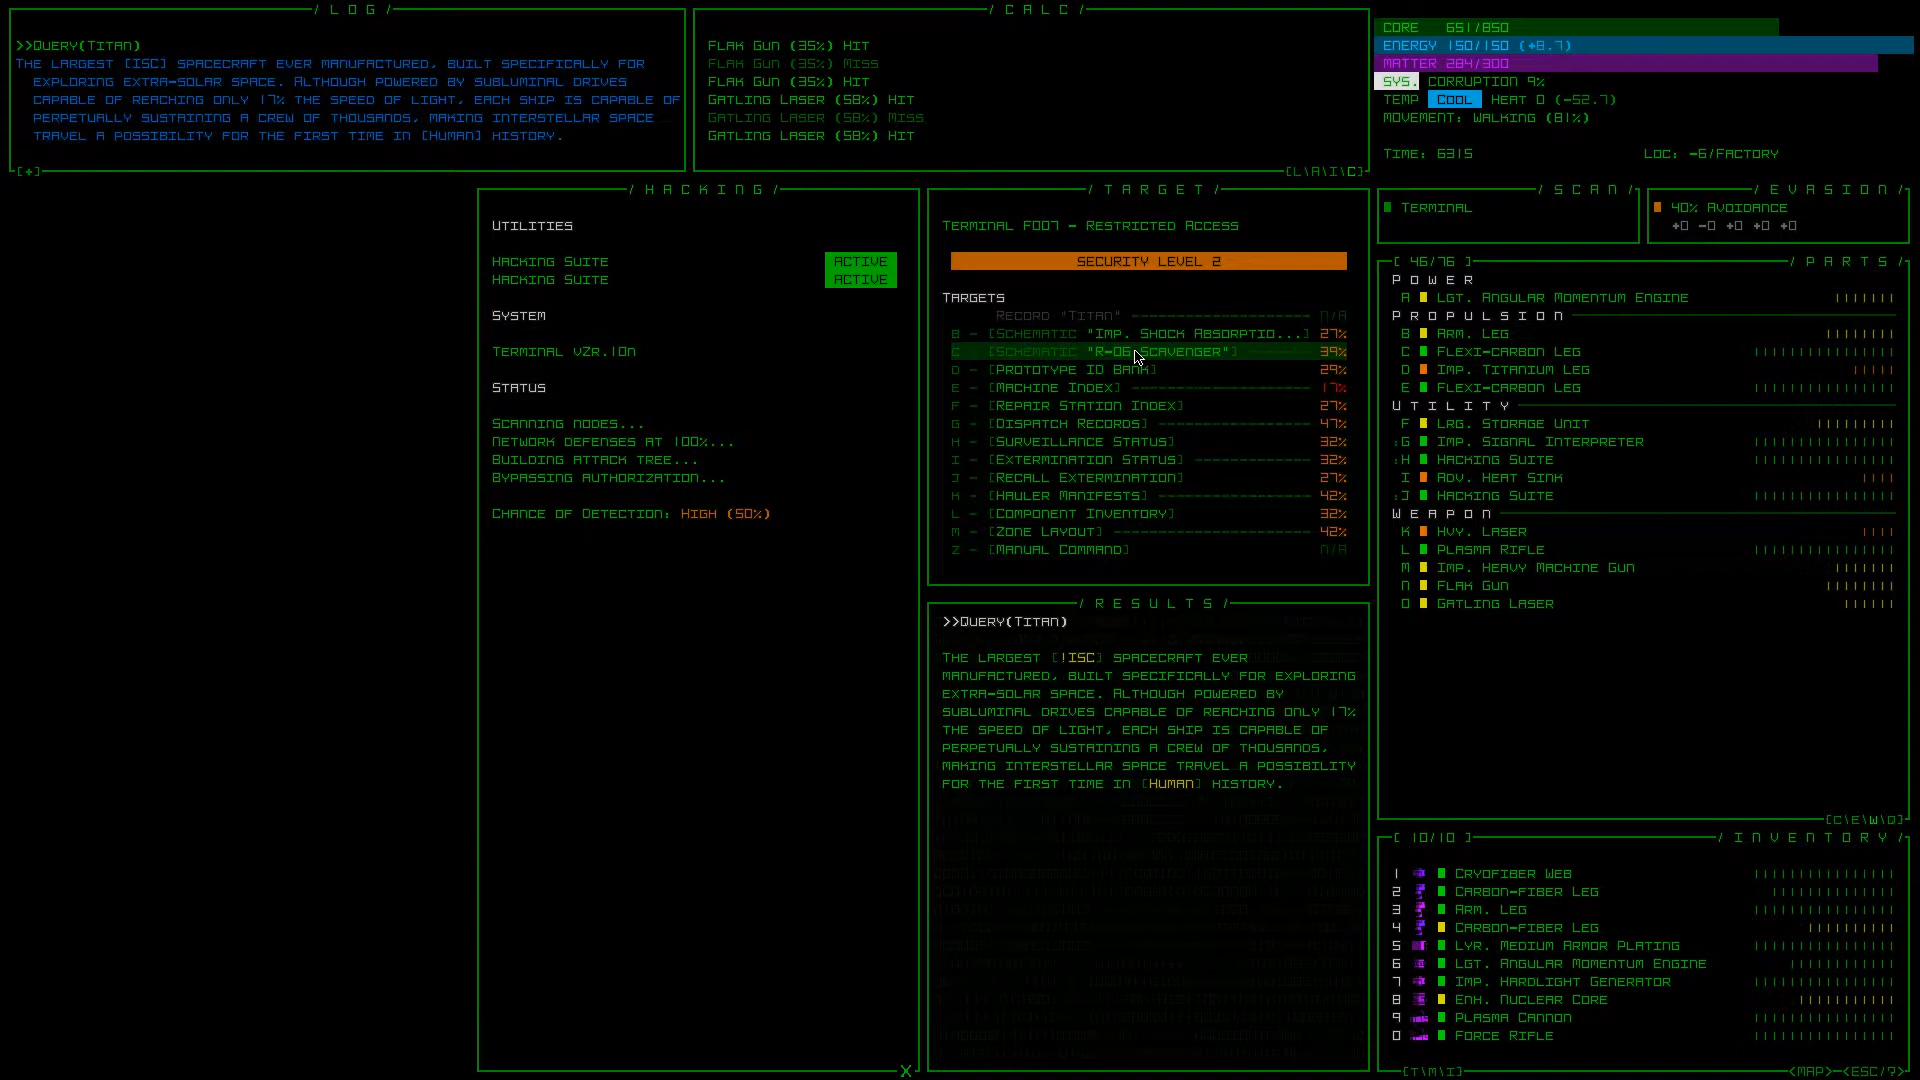 / L O G /
>>QUERY(TITAN)
THE LARGEST [ISC] SPACECRAFT EVER MANUFACTURED, BUILT SPECIFICALLY FOR
EXPLORING EXTRA-SOLAR SPACE. ALTHOUGH POWERED BY SUBLUMINAL DRIVES
CAPABLE OF REACHING ONLY 17% THE SPEED OF LIGHT, EACH SHIP IS CAPABLE OF
PERPETUALLY SUSTAINING A CREW OF THOUSANDS, MAKING INTERSTELLAR SPACE
TRAVEL A POSSIBILITY FOR THE FIRST TIME IN [HUMAN] HISTORY.
[+]
/ C A L C /
FLAK GUN (35%) HIT
FLAK GUN (35%) MISS
FLAK GUN (35%) HIT
GATLING LASER (58%) HIT
GATLING LASER (58%) MISS
GATLING LASER (58%) HIT
[L\A\I\C]
CORE 651/850
ENERGY 150/150 (+8.7)
MATTER 284/300
SYS. CORRUPTION 9%
TEMP COOL HEAT 0 (-52.7)
MOVEMENT: WALKING (81%)
TIME: 6315 LOC: -6/FACTORY
/ H A C K I N G /
UTILITIES
HACKING SUITE ACTIVE
HACKING SUITE ACTIVE
SYSTEM
TERMINAL VZR.10N
STATUS
SCANNING NODES...
NETWORK DEFENSES AT 100%...
BUILDING ATTACK TREE...
BYPASSING AUTHORIZATION...
CHANCE OF DETECTION: HIGH (50%)
X
/ T A R G E T /
TERMINAL F007 - RESTRICTED ACCESS
SECURITY LEVEL 2
TARGETS
RECORD "TITAN" N/A
B - [SCHEMATIC "IMP. SHOCK ABSORPTIO...] 27%
C - [SCHEMATIC "R-06 SCAVENGER"] 39%
D - [PROTOTYPE ID BANK] 29%
E - [MACHINE INDEX] 17%
F - [REPAIR STATION INDEX] 27%
G - [DISPATCH RECORDS] 47%
H - [SURVEILLANCE STATUS] 32%
I - [EXTERMINATION STATUS] 32%
J - [RECALL EXTERMINATION] 27%
K - [HAULER MANIFESTS] 42%
L - [COMPONENT INVENTORY] 32%
M - [ZONE LAYOUT] 42%
Z - [MANUAL COMMAND] N/A
/ R E S U L T S /
>>QUERY(TITAN)
THE LARGEST [!ISC] SPACECRAFT EVER
MANUFACTURED, BUILT SPECIFICALLY FOR EXPLORING
EXTRA-SOLAR SPACE. ALTHOUGH POWERED BY
SUBLUMINAL DRIVES CAPABLE OF REACHING ONLY 17%
THE SPEED OF LIGHT, EACH SHIP IS CAPABLE OF
PERPETUALLY SUSTAINING A CREW OF THOUSANDS,
MAKING INTERSTELLAR SPACE TRAVEL A POSSIBILITY
FOR THE FIRST TIME IN [HUMAN] HISTORY.
/ S C A N /
TERMINAL
/ E V A S I O N /
40% AVOIDANCE
+0 -0 +0 +0 +0
[ 46/76 ] / P A R T S /
P O W E R
A LGT. ANGULAR MOMENTUM ENGINE
P R O P U L S I O N
B ARM. LEG
C FLEXI-CARBON LEG
D IMP. TITANIUM LEG
E FLEXI-CARBON LEG
U T I L I T Y
F LRG. STORAGE UNIT
:G IMP. SIGNAL INTERPRETER
:H HACKING SUITE
I ADV. HEAT SINK
:J HACKING SUITE
W E A P O N
K HVY. LASER
L PLASMA RIFLE
M IMP. HEAVY MACHINE GUN
N FLAK GUN
O GATLING LASER
[C\E\W\Q]
[ 10/10 ] / I N V E N T O R Y /
1 CRYOFIBER WEB
2 CARBON-FIBER LEG
3 ARM. LEG
4 CARBON-FIBER LEG
5 LYR. MEDIUM ARMOR PLATING
6 LGT. ANGULAR MOMENTUM ENGINE
7 IMP. HARDLIGHT GENERATOR
8 ENH. NUCLEAR CORE
9 PLASMA CANNON
0 FORCE RIFLE
[T\M\I] <MAP> <ESC/?>